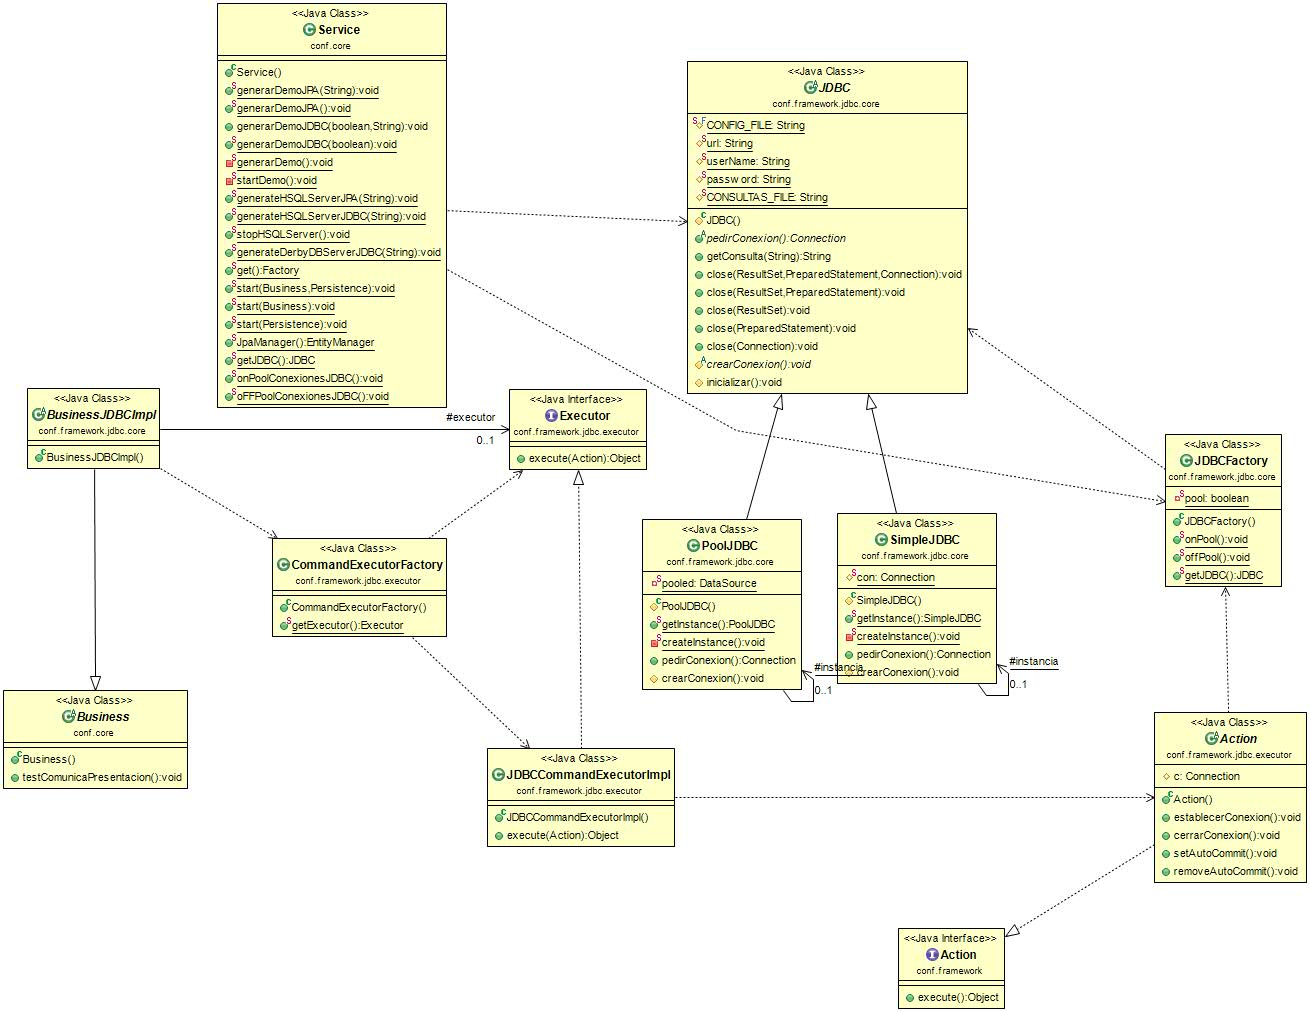 <<Java Class>>
Service
conf.core
Service()
generarDemoJPA(String):void
generarDemoJPA():void
generarDemoJDBC(boolean,String):void
generarDemoJDBC(boolean):void
generarDemo():void
startDemo():void
generateHSQLServerJPA(String):void
generateHSQLServerJDBC(String):void
stopHSQLServer():void
generateDerbyDBServerJDBC(String):void
get():Factory
start(Business,Persistence):void
start(Business):void
start(Persistence):void
JpaManager():EntityManager
getJDBC():JDBC
onPoolConexionesJDBC():void
oFFPoolConexionesJDBC():void
<<Java Class>>
JDBC
conf.framework.jdbc.core
CONFIG_FILE: String
url: String
userName: String
password: String
CONSULTAS_FILE: String
JDBC()
pedirConexion():Connection
getConsulta(String):String
close(ResultSet,PreparedStatement,Connection):void
close(ResultSet,PreparedStatement):void
close(ResultSet):void
close(PreparedStatement):void
close(Connection):void
crearConexion():void
inicializar():void
<<Java Class>>
BusinessJDBCImpl
conf.framework.jdbc.core
BusinessJDBCImpl()
#executor
0..1
<<Java Interface>>
Executor
conf.framework.jdbc.executor
execute(Action):Object
<<Java Class>>
JDBCFactory
conf.framework.jdbc.core
pool: boolean
JDBCFactory()
onPool():void
offPool():void
getJDBC():JDBC
<<Java Class>>
CommandExecutorFactory
conf.framework.jdbc.executor
CommandExecutorFactory()
getExecutor():Executor
<<Java Class>>
PoolJDBC
conf.framework.jdbc.core
pooled: DataSource
PoolJDBC()
getInstance():PoolJDBC
createInstance():void
pedirConexion():Connection
crearConexion():void
#instancia
0..1
<<Java Class>>
SimpleJDBC
conf.framework.jdbc.core
con: Connection
SimpleJDBC()
getInstance():SimpleJDBC
createInstance():void
pedirConexion():Connection
crearConexion():void
#instancia
0..1
<<Java Class>>
Business
conf.core
Business()
testComunicaPresentacion():void
<<Java Class>>
JDBCCommandExecutorImpl
conf.framework.jdbc.executor
JDBCCommandExecutorImpl()
execute(Action):Object
<<Java Class>>
Action
conf.framework.jdbc.executor
c: Connection
Action()
establecerConexion():void
cerrarConexion():void
setAutoCommit():void
removeAutoCommit():void
<<Java Interface>>
Action
conf.framework
execute():Object